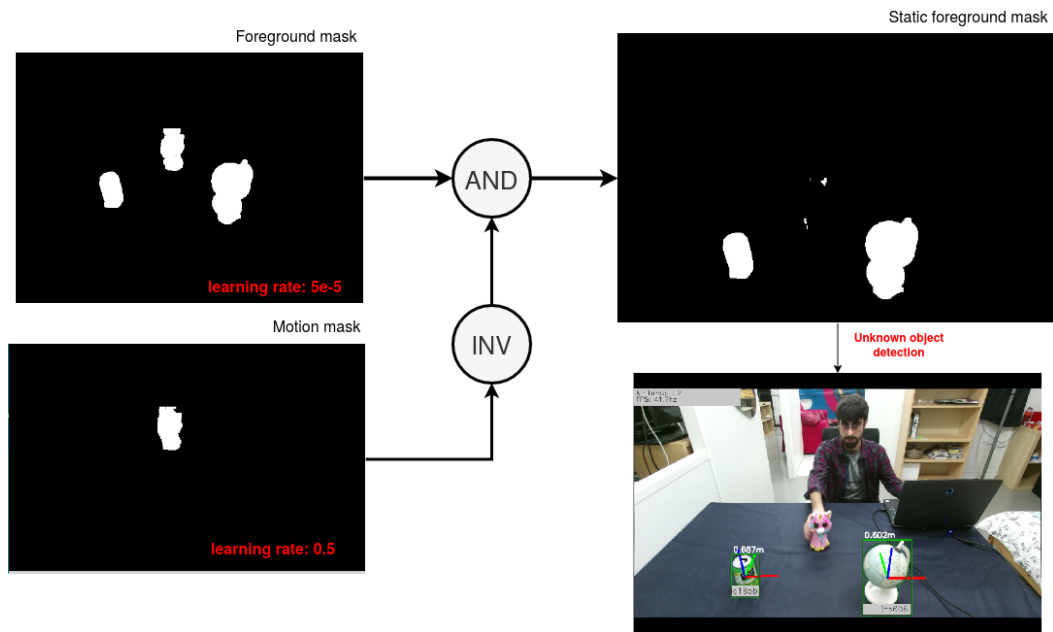 Static foreground mask
Foreground mask
AND
learning rate: 5e-5
Motion mask
INV
Unknown object
detection
learning rate: 0.5
0.687m
0.602m